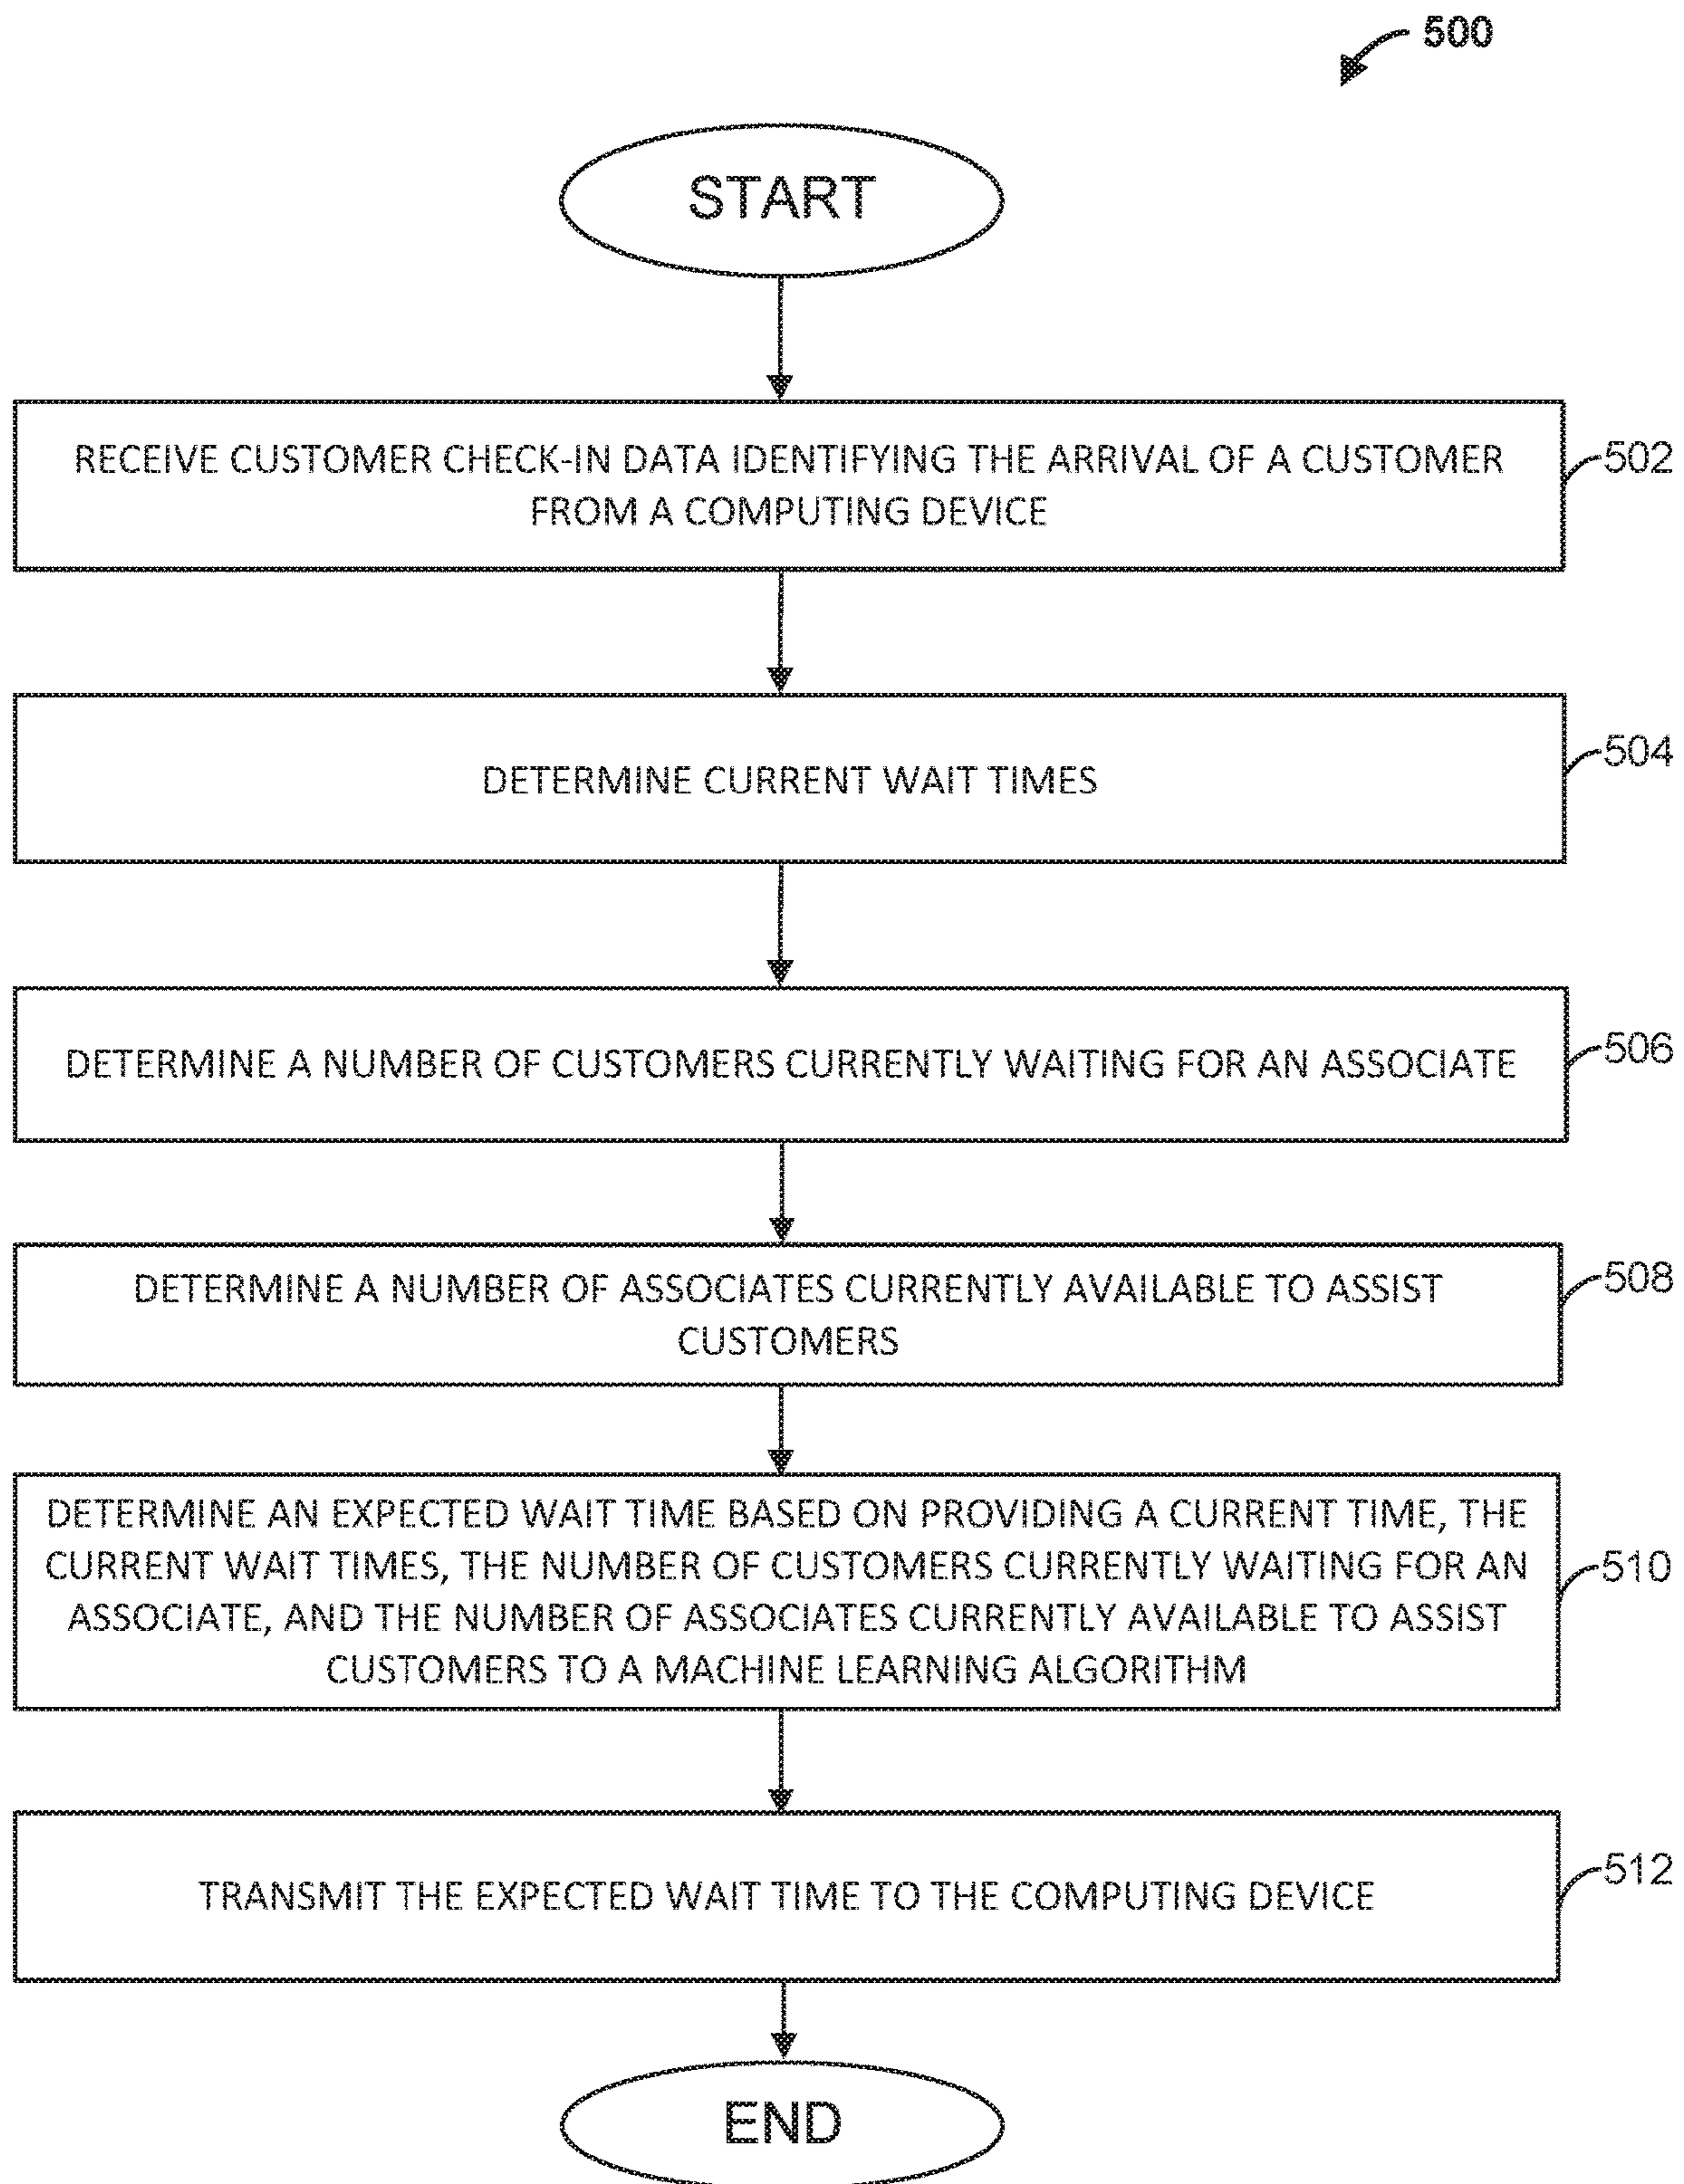 500
START
RECEIVE CUSTOMER CHECK-IN DATA IDENTIFYING THE ARRIVAL OF A CUSTOMER
FROM A COMPUTING DEVICE
502
DETERMINE CURRENT WAIT TIMES
504
DETERMINE A NUMBER OF CUSTOMERS CURRENTLY WAITING FOR AN ASSOCIATE
506
DETERMINE A NUMBER OF ASSOCIATES CURRENTLY AVAILABLE TO ASSIST
CUSTOMERS
508
DETERMINE AN EXPECTED WAIT TIME BASED ON PROVIDING A CURRENT TIME, THE
CURRENT WAIT TIMES, THE NUMBER OF CUSTOMERS CURRENTLY WAITING FOR AN
ASSOCIATE, AND THE NUMBER OF ASSOCIATES CURRENTLY AVAILABLE TO ASSIST
CUSTOMERS TO A MACHINE LEARNING ALGORITHM
510
TRANSMIT THE EXPECTED WAIT TIME TO THE COMPUTING DEVICE
512
END